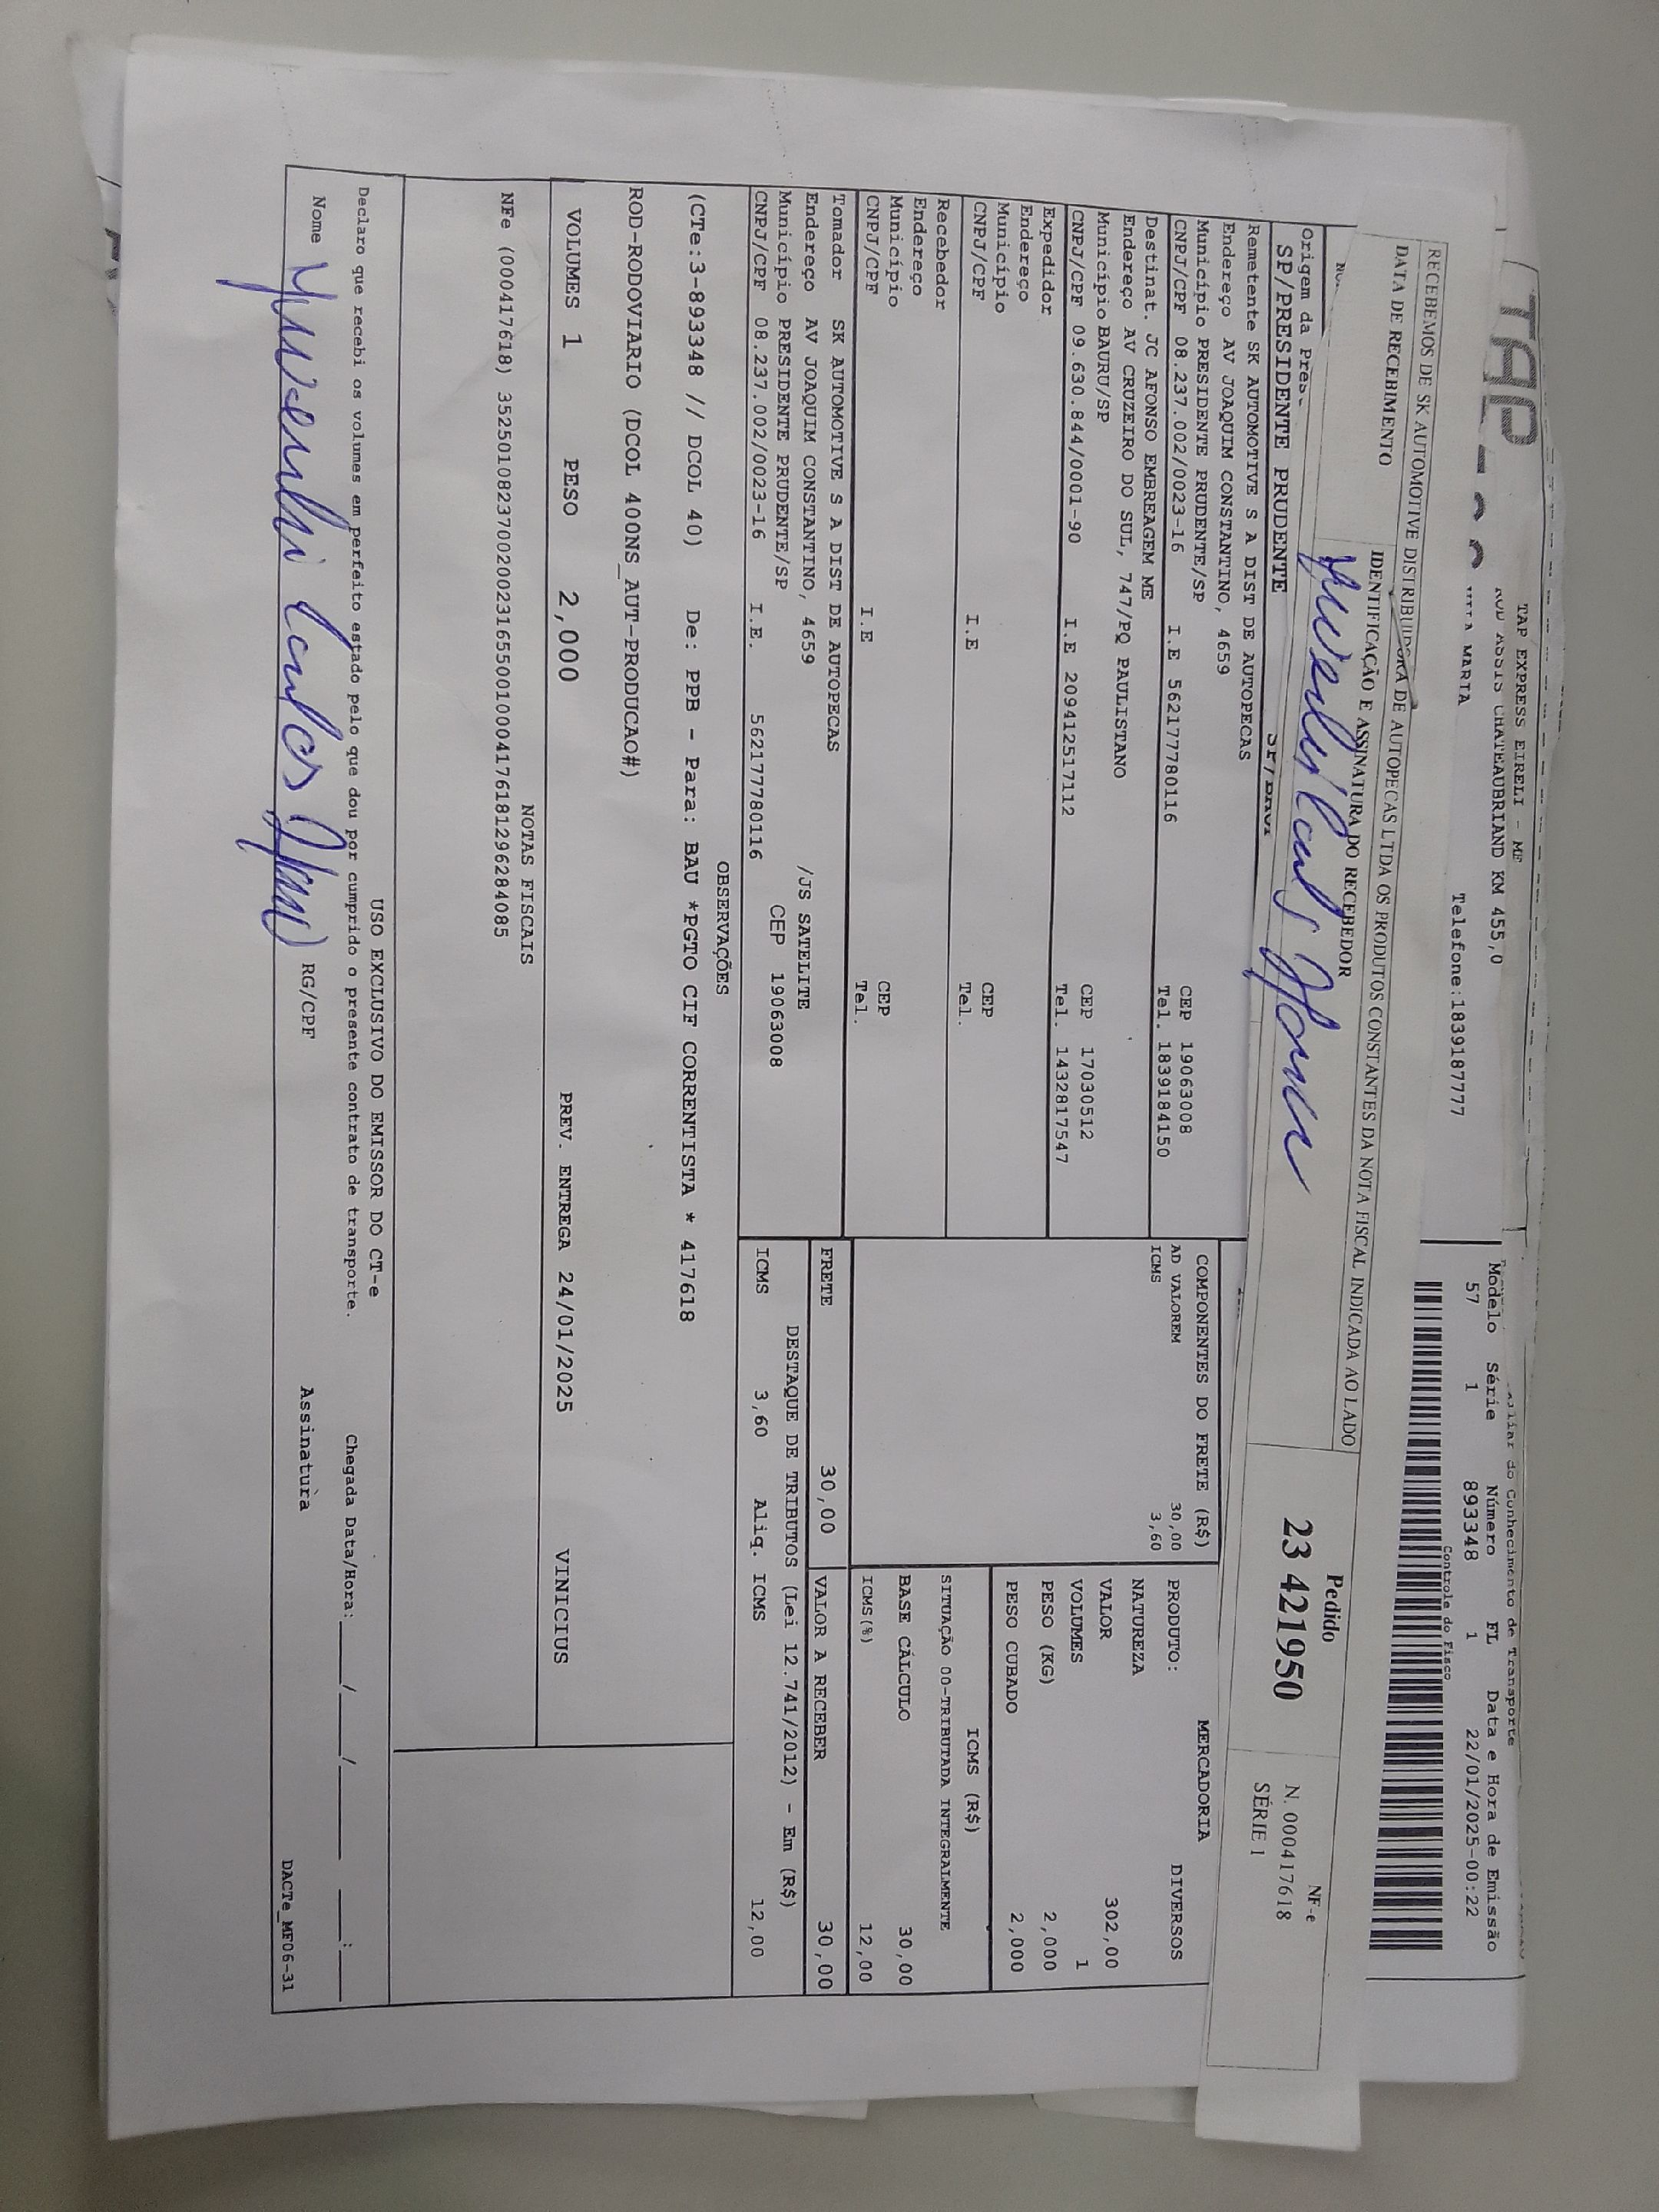 TAP EXPRESS EIRELI - ME
ROD ASSIS CHATEAUBRIAND KM 455,0
MARIA
Telefone:1839187777
TAP
do Conhecimento de Transporte
Modelo Série Número FL Data e Hora de Emissão
57 1 893348 1 22/01/2025-00:22
Controle do Fisco
RECEBEMOS DE SK AUTOMOTIVE DISTRIBUIDORA DE AUTOPECAS LTDA OS PRODUTOS CONSTANTES DA NOTA FISCAL INDICADA AO LADO
DATA DE RECEBIMENTO
IDENTIFICAÇÃO E ASSINATURA DO RECEBEDOR
Pedido
23 421950
NF-e
N. 000417618
SÉRIE 1
Origem da
SP/PRESIDENTE PRUDENTE
Remetente SK AUTOMOTIVE S A DIST DE AUTOPECAS
Endereço AV JOAQUIM CONSTANTINO, 4659
Município PRESIDENTE PRUDENTE/SP CEP 19063008
CNPJ/CPF 08.237.002/0023-16 I.E 562177780116 Tel. 1839184150
Destinat. JC AFONSO EMBREAGEM ME
Endereço AV CRUZEIRO DO SUL, 747/PQ PAULISTANO
Município BAURU/SP CEP 17030512
CNPJ/CPF 09.630.844/0001-90 I.E 209412517112 Tel. 1432817547
Expedidor
Endereço
Município CEP
CNPJ/CPF I.E Tel.
Recebedor
Endereço
Município CEP
CNPJ/CPF I.E Tel.
Tomador SK AUTOMOTIVE S A DIST DE AUTOPECAS
Endereço AV JOAQUIM CONSTANTINO, 4659 /JS SATELITE
Município PRESIDENTE PRUDENTE/SP CEP 19063008
CNPJ/CPF 08.237.002/0023-16 I.E. 562177780116
COMPONENTES DO FRETE (R$)
AD VALOREM 30,00
ICMS 3,60
MERCADORIA
PRODUTO: DIVERSOS
NATUREZA
VALOR 302,00
VOLUMES 1
PESO (KG) 2,000
PESO CUBADO 2,000
ICMS (R$)
SITUAÇÃO 00-TRIBUTADA INTEGRALMENTE
BASE CÁLCULO 30,00
ICMS(%) 12,00
FRETE 30,00 VALOR A RECEBER 30,00
DESTAQUE DE TRIBUTOS (Lei 12.741/2012) - Em (R$)
ICMS 3,60 Aliq. ICMS 12,00
OBSERVAÇÕES
(CTe:3-893348 // DCOL 40) De: PPB - Para: BAU *PGTO CIF CORRENTISTA * 417618
ROD-RODOVIARIO (DCOL 400NS_AUT-PRODUCAO#)
VOLUMES 1 PESO 2,000 PREV. ENTREGA 24/01/2025 VINICIUS
NOTAS FISCAIS
NFe (000417618) 35250108237002002316550010004176181296284085
USO EXCLUSIVO DO EMISSOR DO CT-e
Declaro que recebi os volumes em perfeito estado pelo que dou por cumprido o presente contrato de transporte. Chegada Data/Hora: ____/____/______ ____:____
Nome RG/CPF Assinatura
DACTe_MF06-31